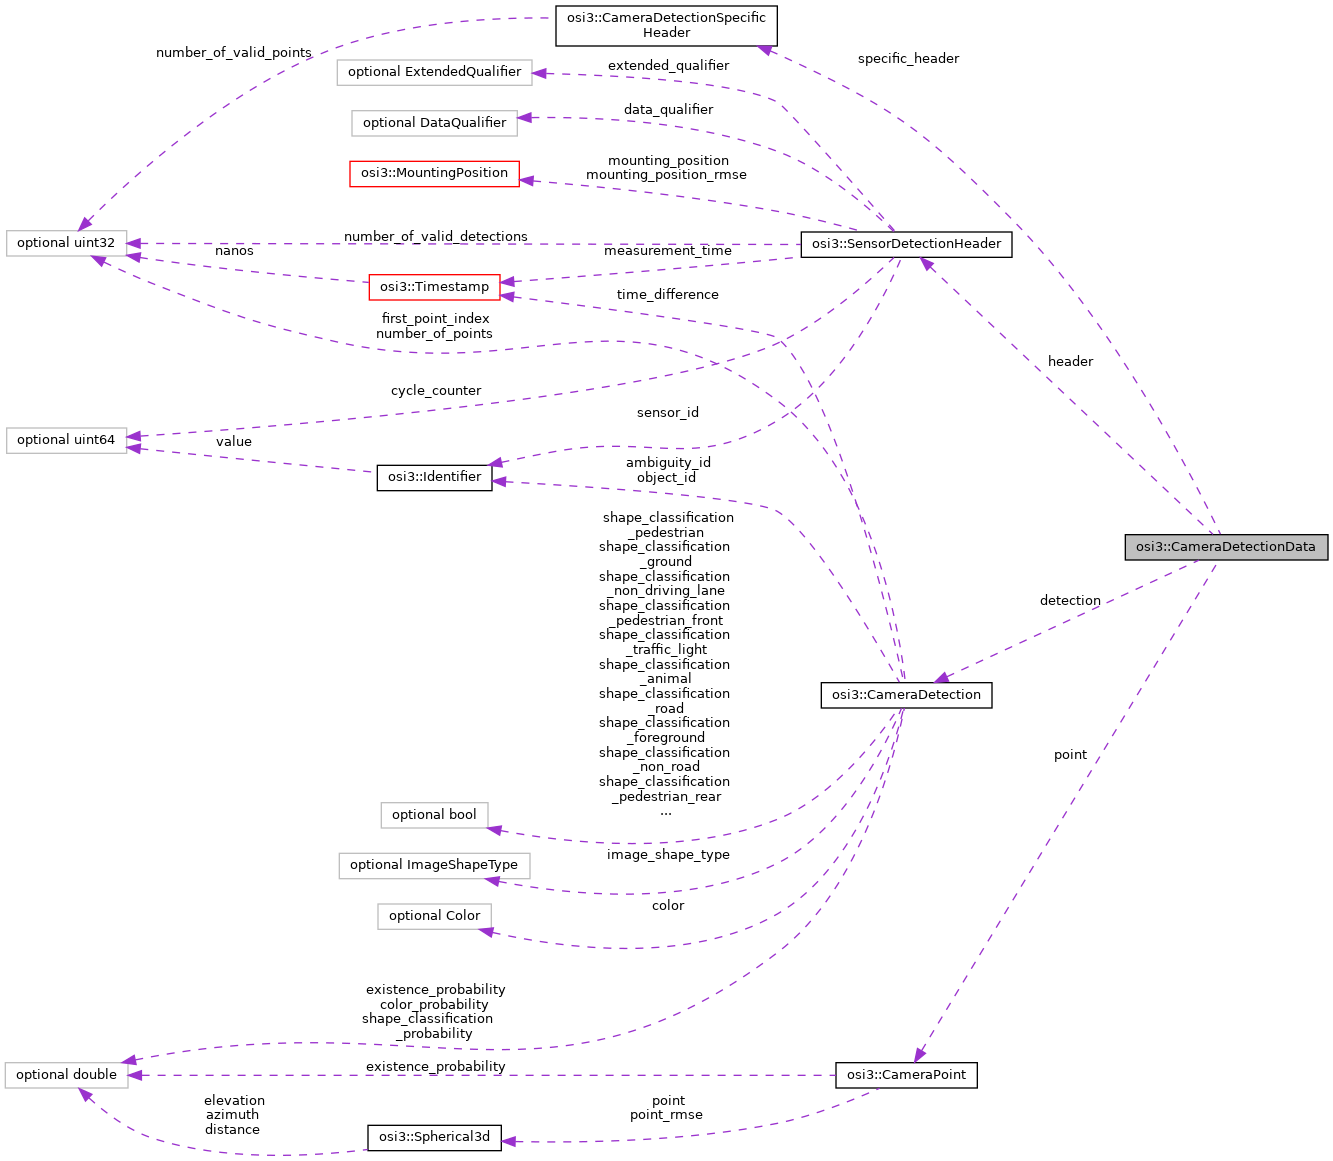 osi3::CameraDetectionSpecific
Header
number_of_valid_points
specific_header
extended_qualifier
optional ExtendedQualifier
data_qualifier
optional DataQualifier
mounting_position
mounting_position_rmse
osi3::MountingPosition
number_of_valid_detections
optional uint32
osi3::SensorDetectionHeader
nanos
measurement_time
osi3::Timestamp
time_difference
first_point_index
number_of_points
header
cycle_counter
sensor_id
optional uint64
value
ambiguity_id
object_id
osi3::Identifier
shape_classification
_pedestrian
shape_classification
_ground
shape_classification
_non_driving_lane
shape_classification
_pedestrian_front
shape_classification
_traffic_light
shape_classification
_animal
shape_classification
_road
shape_classification
_foreground
shape_classification
_non_road
shape_classification
_pedestrian_rear
...
osi3::CameraDetectionData
detection
osi3::CameraDetection
point
optional bool
image_shape_type
optional ImageShapeType
color
optional Color
existence_probability
color_probability
shape_classification
_probability
existence_probability
optional double
osi3::CameraPoint
elevation
azimuth
distance
point
point_rmse
osi3::Spherical3d